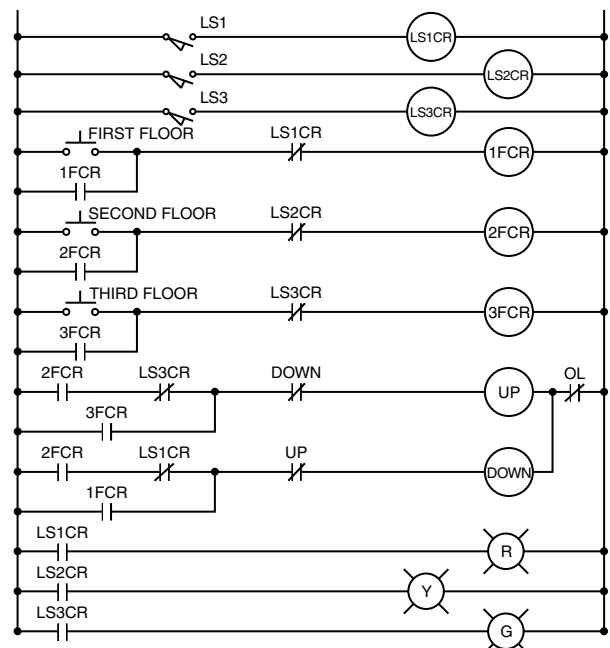 LS1
LS1CR
LS2
LS2CR
LS3
LS3CR
FIRST FLOOR
LS1CR
1FCR
1FCR
SECOND FLOOR
LS2CR
2FCR
2FCR
THIRD FLOOR
LS3CR
3FCR
3FCR
2FCR
LS3CR
DOWN
UP
OL
3FCR
2FCR
LS1CR
UP
DOWN
1FCR
LS1CR
R
LS2CR
Y
LS3CR
G